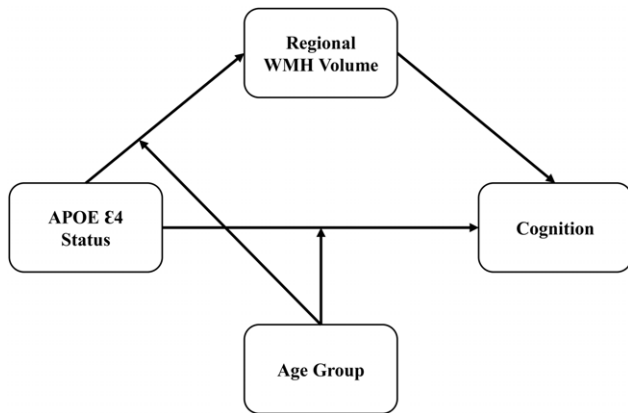 Regional
WMH Volume
APOE Ɛ4
Status
Cognition
Age Group